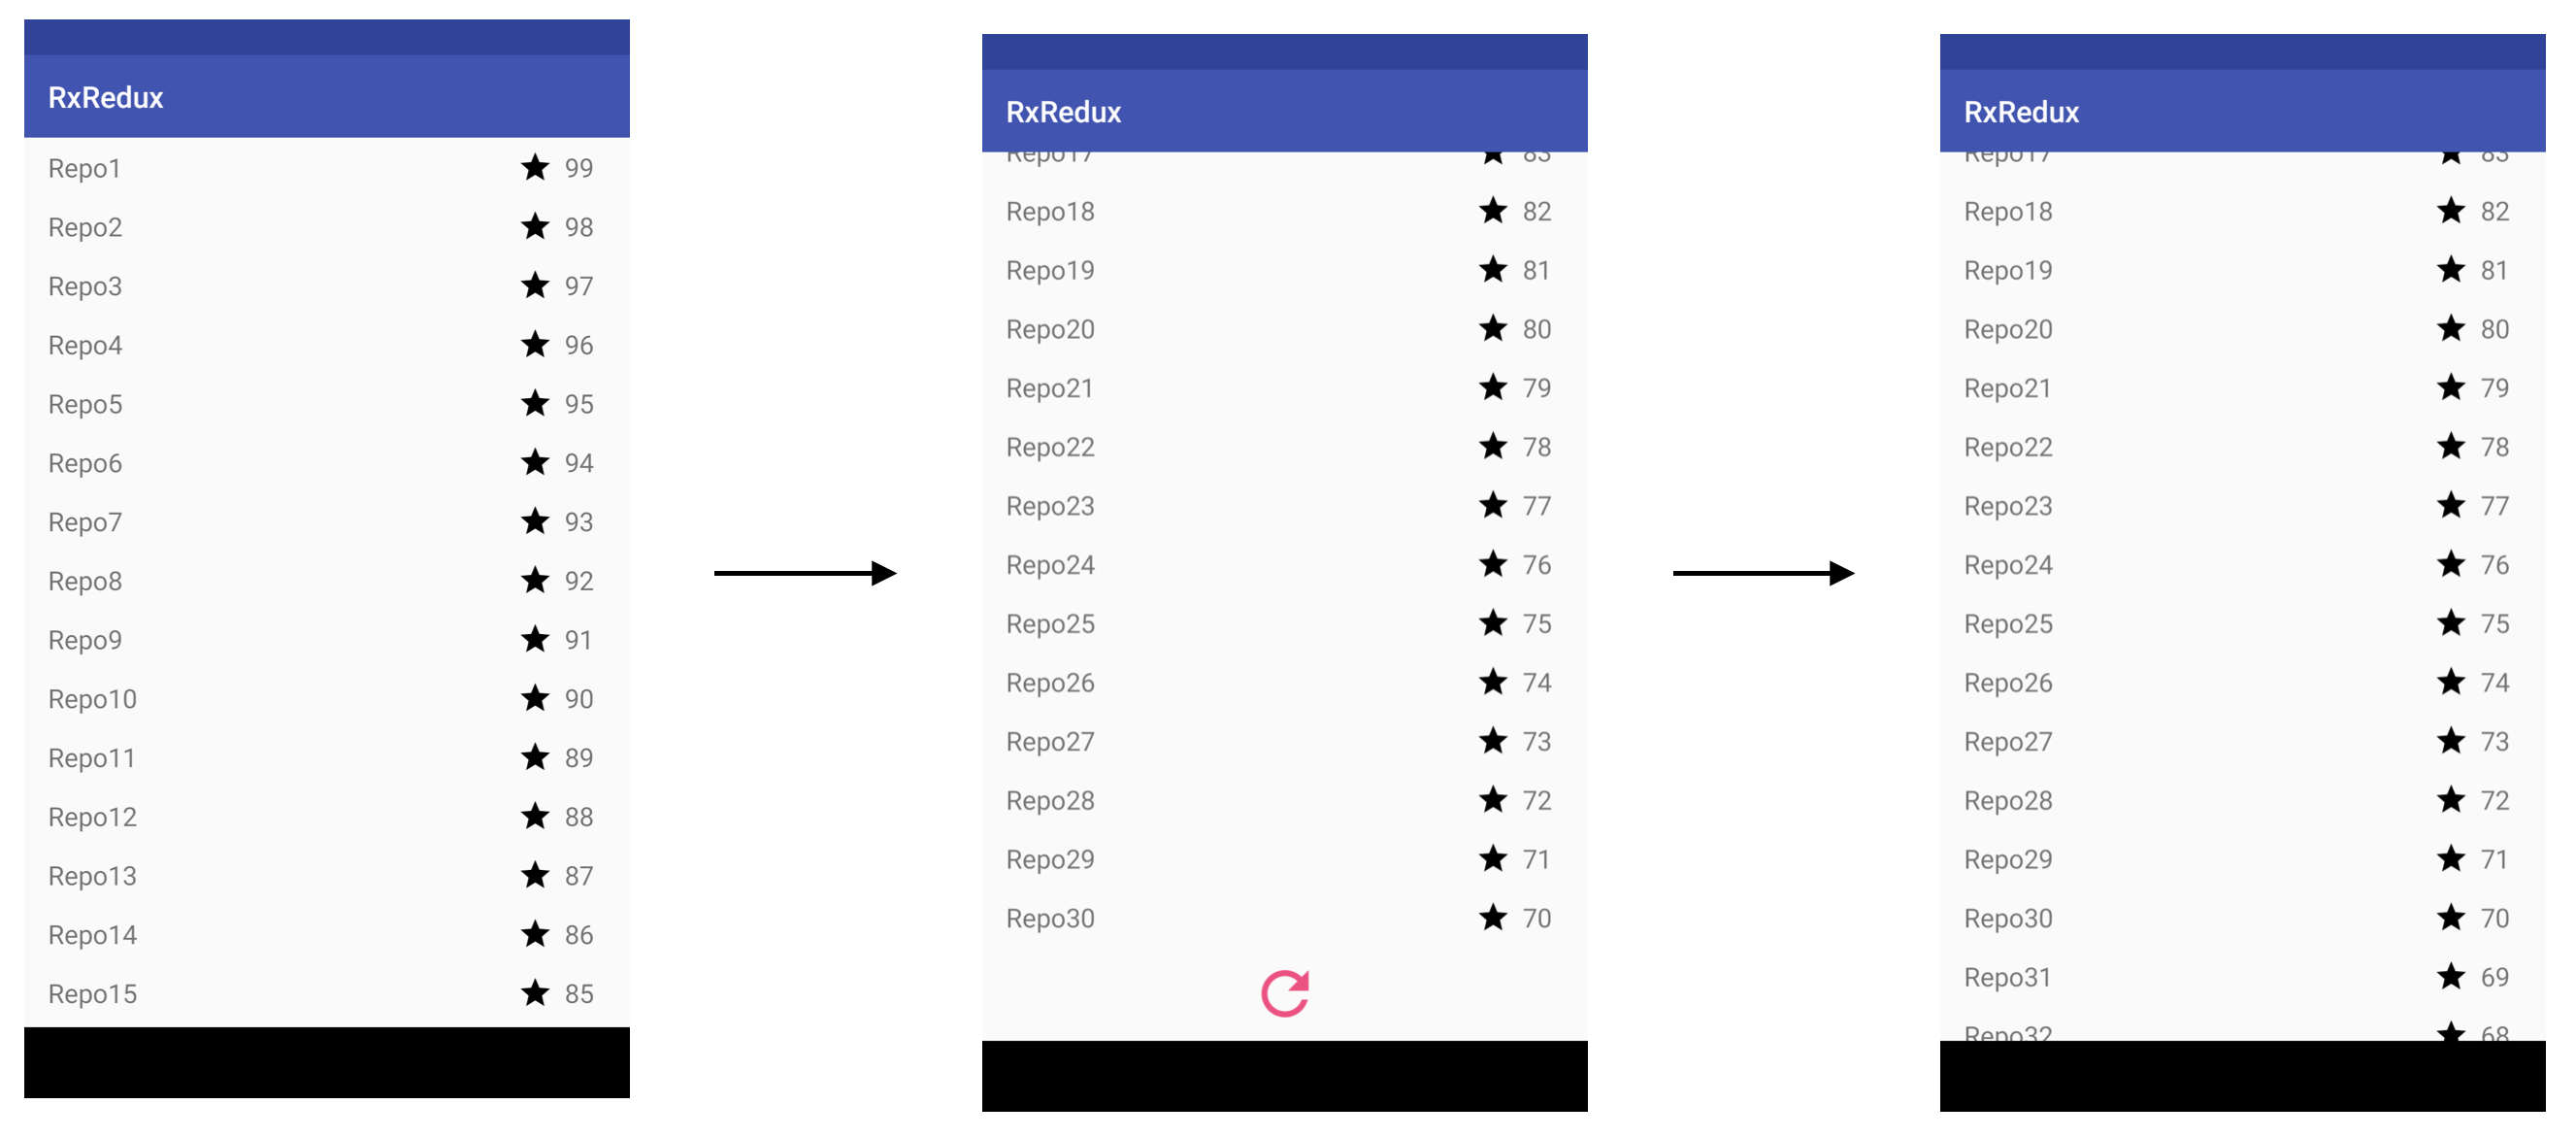 RxRedux
Repo1 99
Repo2 98
Repo3 97
Repo4 96
Repo5 95
Repo6 94
Repo7 93
Repo8 92
Repo9 91
Repo10 90
Repo11 89
Repo12 88
Repo13 87
Repo14 86
Repo15 85
RxRedux
Repo17 83
Repo18 82
Repo19 81
Repo20 80
Repo21 79
Repo22 78
Repo23 77
Repo24 76
Repo25 75
Repo26 74
Repo27 73
Repo28 72
Repo29 71
Repo30 70
RxRedux
Repo17 83
Repo18 82
Repo19 81
Repo20 80
Repo21 79
Repo22 78
Repo23 77
Repo24 76
Repo25 75
Repo26 74
Repo27 73
Repo28 72
Repo29 71
Repo30 70
Repo31 69
Repo32 68